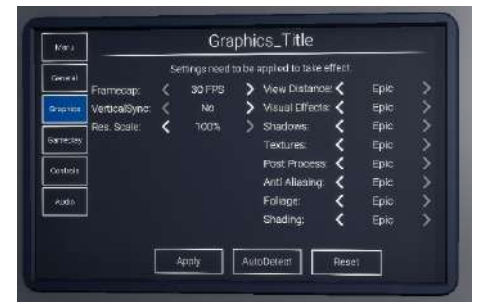 Menu
Graphics_Title
General
Settings need to be applied to take effect.
Framecap: < 30 FPS > View Distance: < Epic >
Graphics
VerticalSync: < No > Visual Effects: < Epic >
Res. Scale: < 100% > Shadows: < Epic >
Gameplay
Textures: < Epic >
Post Process: < Epic >
Controls
Anti Aliasing: < Epic >
Audio
Foliage: < Epic >
Shading: < Epic >
Apply AutoDetect Reset